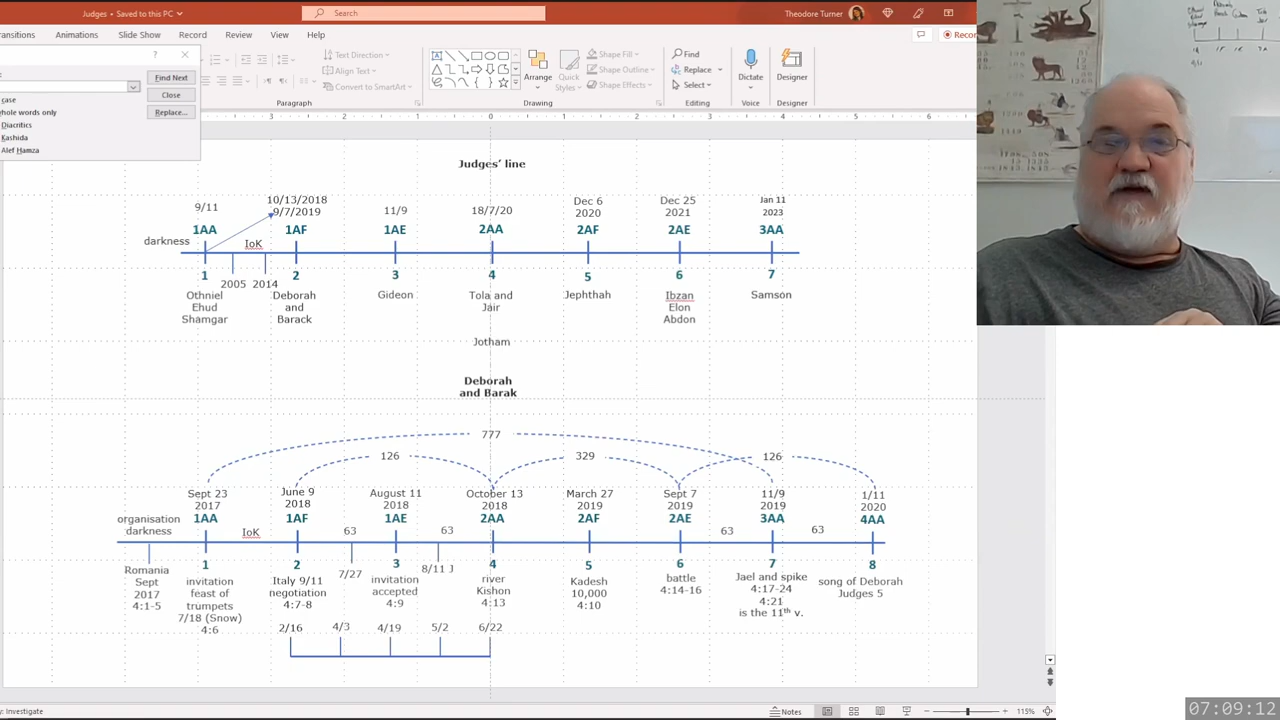 Judges • Saved to this PC
Search
Theodore Turner
Animations
Slide Show
Record
Review
View
Help
Find Next
Close
hole words only
Replace...
Diacritics
Kashida
Alef Hamza
Text Direction
Align Text
Convert to SmartArt
Paragraph
Arrange
Quick Styles
Shape Fill
Shape Outline
Shape Effects
Drawing
Find
Replace
Select
Editing
Dictate
Voice
Designer
Designer
3 2 1 0 1 2 3 4 5 6
Judges' line
9/11
10/13/2018
9/7/2019
11/9
18/7/20
Dec 6
2020
Dec 25
2021
Jan 11
2023
1AA 1AF 1AE 2AA 2AF 2AE 3AA
darkness
IoK
1 2 3 4 5 6 7
2005 2014
Othniel
Ehud
Shamgar
Deborah
and
Barack
Gideon
Tola and
Jair
Jephthah
Ibzan
Elon
Abdon
Samson
Jotham
Deborah
and Barak
777
126 329 126
Sept 23
2017
June 9
2018
August 11
2018
October 13
2018
March 27
2019
Sept 7
2019
11/9
2019
1/11
2020
organisation
darkness
1AA 1AF 1AE 2AA 2AF 2AE 3AA 4AA
IoK 63 63 63 63
1 2 3 4 5 6 7 8
7/27
8/11 J
Romania
Sept
2017
4:1-5
invitation
feast of
trumpets
7/18 (Snow)
4:6
Italy 9/11
negotiation
4:7-8
invitation
accepted
4:9
river
Kishon
4:13
Kadesh
10,000
4:10
battle
4:14-16
Jael and spike
4:17-24
4:21
is the 11th v.
song of Deborah
Judges 5
2/16 4/3 4/19 5/2 6/22
Notes
115%
07:09:12